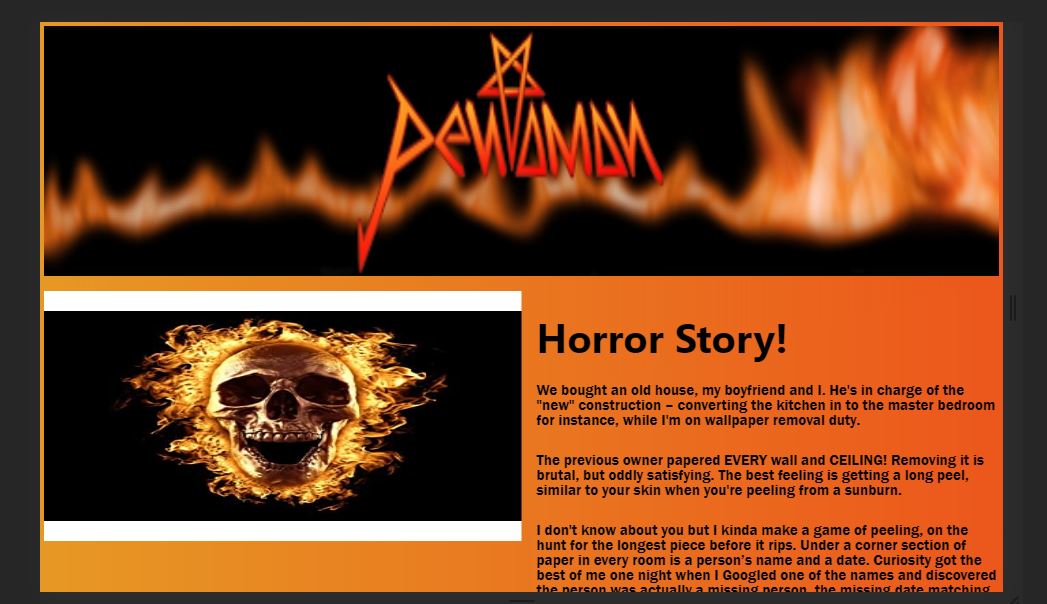 Pentamon
Horror Story!
We bought an old house, my boyfriend and I. He's in charge of the
"new" construction – converting the kitchen in to the master bedroom
for instance, while I'm on wallpaper removal duty.
The previous owner papered EVERY wall and CEILING! Removing it is
brutal, but oddly satisfying. The best feeling is getting a long peel,
similar to your skin when you're peeling from a sunburn.
I don't know about you but I kinda make a game of peeling, on the
hunt for the longest piece before it rips. Under a corner section of
paper in every room is a person’s name and a date. Curiosity got the
best of me one night when I Googled one of the names and discovered
the person was actually a missing person, the missing date matching